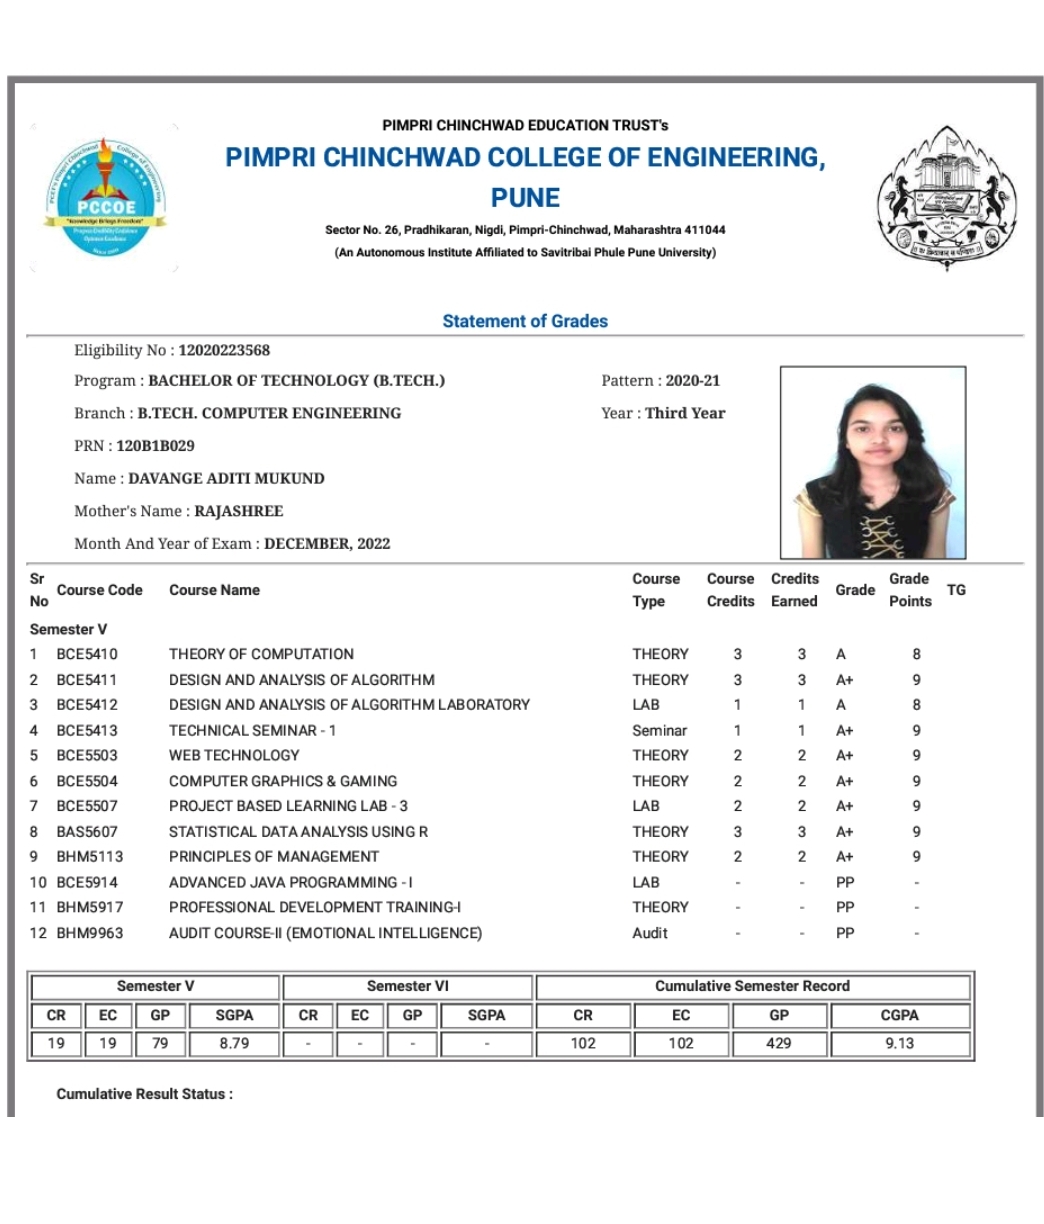 PIMPRI CHINCHWAD EDUCATION TRUST's
PIMPRI CHINCHWAD COLLEGE OF ENGINEERING,
PUNE
Sector No. 26, Pradhikaran, Nigdi, Pimpri-Chinchwad, Maharashtra 411044
(An Autonomous Institute Affiliated to Savitribai Phule Pune University)
PCCOE
"Knowledge Brings Freedom"
Statement of Grades
Eligibility No : 12020223568
Program : BACHELOR OF TECHNOLOGY (B.TECH.) Pattern : 2020-21
Branch : B.TECH. COMPUTER ENGINEERING Year : Third Year
PRN : 120B1B029
Name : DAVANGE ADITI MUKUND
Mother's Name : RAJASHREE
Month And Year of Exam : DECEMBER, 2022
Sr No Course Code Course Name Course Type Course Credits Credits Earned Grade Grade Points TG
Semester V
1 BCE5410 THEORY OF COMPUTATION THEORY 3 3 A 8
2 BCE5411 DESIGN AND ANALYSIS OF ALGORITHM THEORY 3 3 A+ 9
3 BCE5412 DESIGN AND ANALYSIS OF ALGORITHM LABORATORY LAB 1 1 A 8
4 BCE5413 TECHNICAL SEMINAR - 1 Seminar 1 1 A+ 9
5 BCE5503 WEB TECHNOLOGY THEORY 2 2 A+ 9
6 BCE5504 COMPUTER GRAPHICS & GAMING THEORY 2 2 A+ 9
7 BCE5507 PROJECT BASED LEARNING LAB - 3 LAB 2 2 A+ 9
8 BAS5607 STATISTICAL DATA ANALYSIS USING R THEORY 3 3 A+ 9
9 BHM5113 PRINCIPLES OF MANAGEMENT THEORY 2 2 A+ 9
10 BCE5914 ADVANCED JAVA PROGRAMMING - I LAB - - PP -
11 BHM5917 PROFESSIONAL DEVELOPMENT TRAINING-I THEORY - - PP -
12 BHM9963 AUDIT COURSE-II (EMOTIONAL INTELLIGENCE) Audit - - PP -
Semester V Semester VI Cumulative Semester Record
CR EC GP SGPA CR EC GP SGPA CR EC GP CGPA
19 19 79 8.79 - - - - 102 102 429 9.13
Cumulative Result Status :